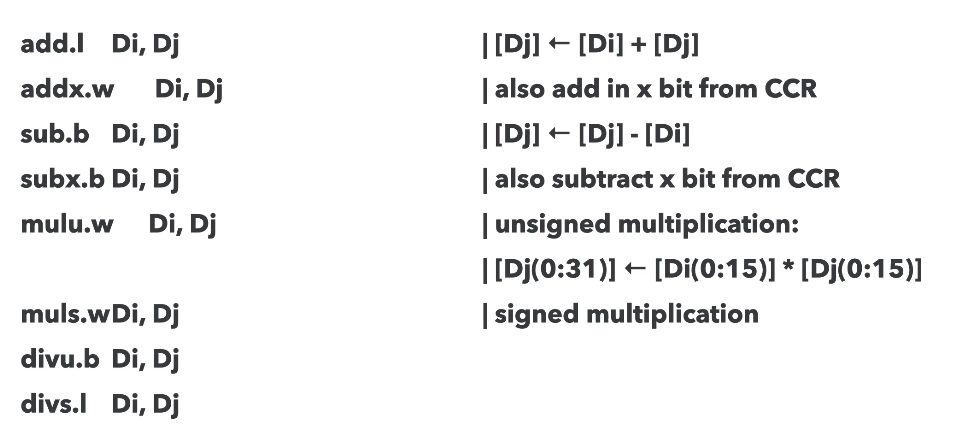 add.l Di, Dj | [Dj] ← [Di] + [Dj]
addx.w Di, Dj | also add in x bit from CCR
sub.b Di, Dj | [Dj] ← [Dj] - [Di]
subx.b Di, Dj | also subtract x bit from CCR
mulu.w Di, Dj | unsigned multiplication:
| [Dj(0:31)] ← [Di(0:15)] * [Dj(0:15)]
muls.wDi, Dj | signed multiplication
divu.b Di, Dj
divs.l Di, Dj